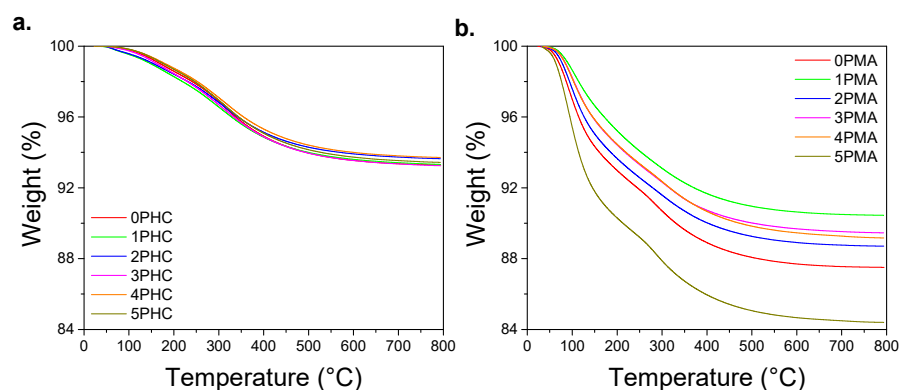 a.
100
96
92
88
84
Weight (%)
0PHC
1PHC
2PHC
3PHC
4PHC
5PHC
0 100 200 300 400 500 600 700 800
Temperature (°C)
b.
100
96
92
88
84
Weight (%)
0PMA
1PMA
2PMA
3PMA
4PMA
5PMA
0 100 200 300 400 500 600 700 800
Temperature (°C)